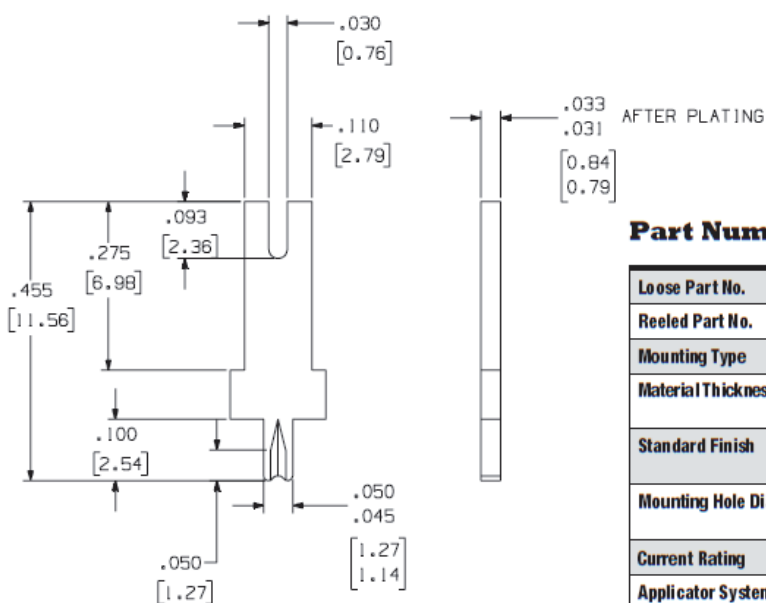 .030
[0.76]
.110
[2.79]
.033
.031
AFTER PLATING
[0.84
0.79]
.093
[2.36]
.275
[6.98]
.455
[11.56]
.100
[2.54]
.050
.045
[1.27
1.14]
.050
[1.27]
Part Num
Loose Part No.
Reeled Part No.
Mounting Type
Material Thicknes
Standard Finish
Mounting Hole Di
Current Rating
Applicator System